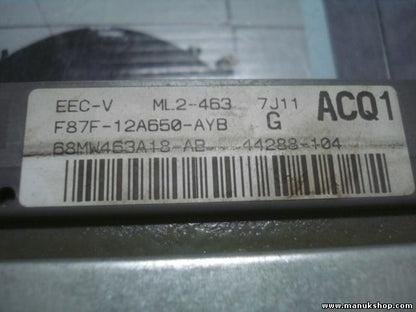 EEC-V ML2-463 7J11 ACQ1
F87F-12A650-AYB G
68MW463A18-AB 44288-104
www.manukshop.com